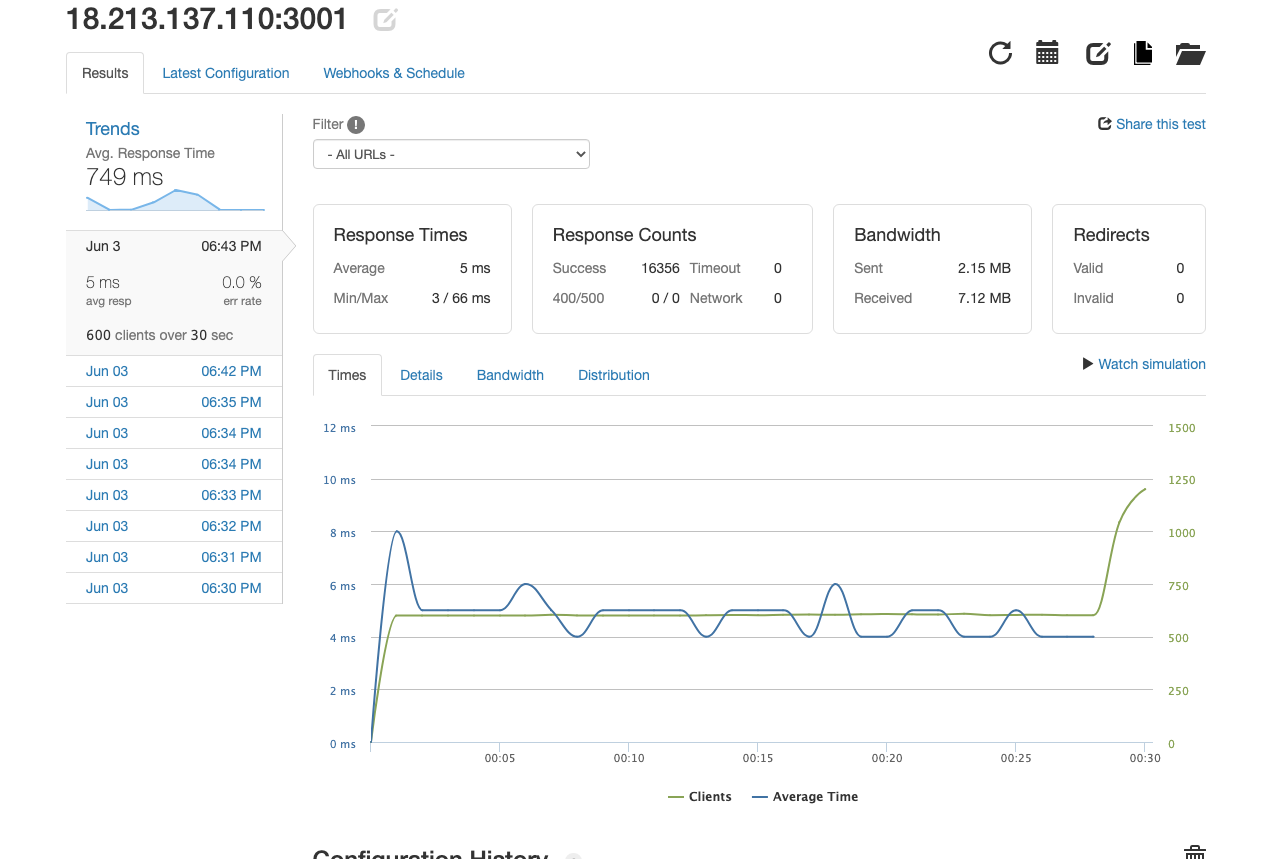 18.213.137.110:3001
Results Latest Configuration Webhooks & Schedule
Trends
Avg. Response Time
749 ms
Jun 3 06:43 PM
5 ms 0.0 %
avg resp err rate
600 clients over 30 sec
Jun 03 06:42 PM
Jun 03 06:35 PM
Jun 03 06:34 PM
Jun 03 06:34 PM
Jun 03 06:33 PM
Jun 03 06:32 PM
Jun 03 06:31 PM
Jun 03 06:30 PM
Filter !
Share this test
- All URLs -
Response Times
Average 5 ms
Min/Max 3 / 66 ms
Response Counts
Success 16356 Timeout 0
400/500 0 / 0 Network 0
Bandwidth
Sent 2.15 MB
Received 7.12 MB
Redirects
Valid 0
Invalid 0
Times Details Bandwidth Distribution
Watch simulation
12 ms 1500
10 ms 1250
8 ms 1000
6 ms 750
4 ms 500
2 ms 250
0 ms 0
00:05 00:10 00:15 00:20 00:25 00:30
Clients Average Time
Configuration History